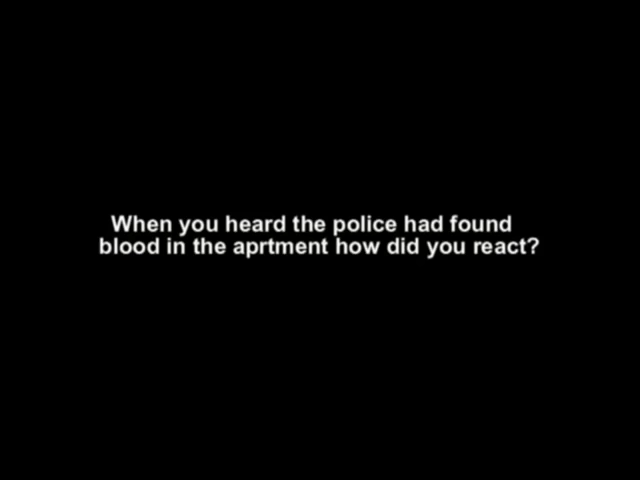 When you heard the police had found
blood in the aprtment how did you react?